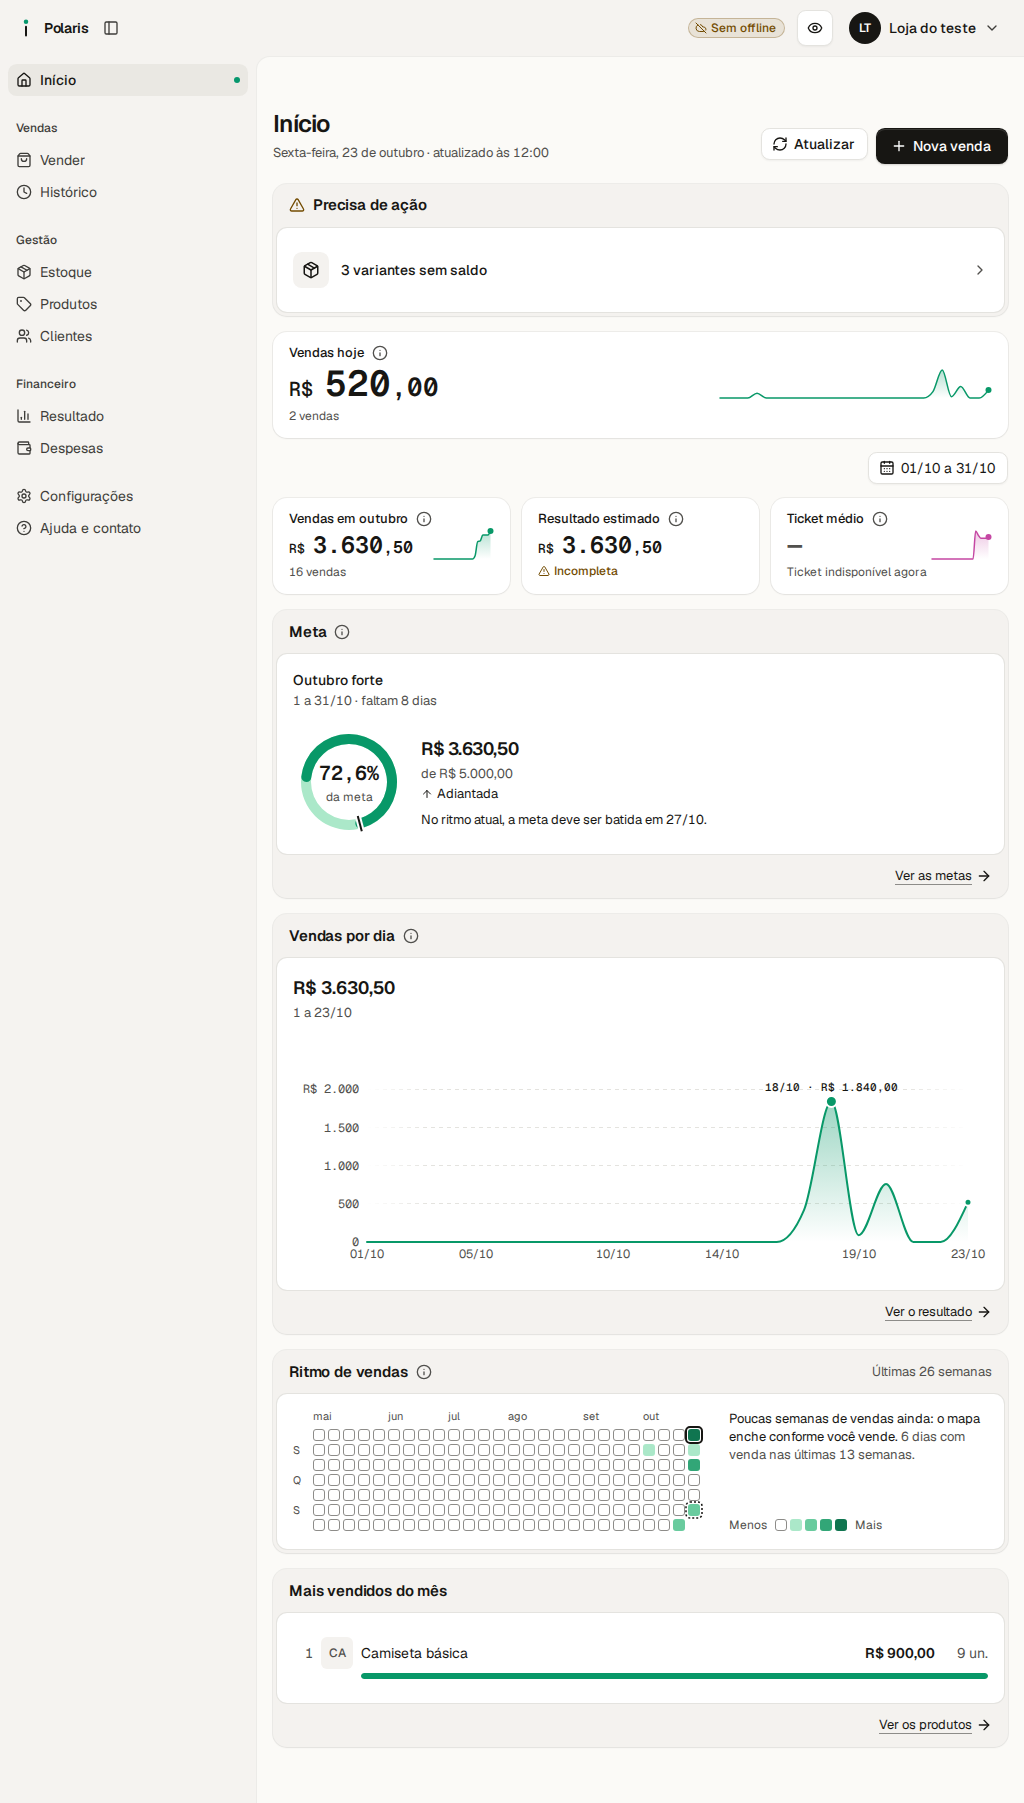 Polaris
Sem offline
LT
Loja do teste
Início
Vendas
Vender
Histórico
Gestão
Estoque
Produtos
Clientes
Financeiro
Resultado
Despesas
Configurações
Ajuda e contato
Início
Sexta-feira, 23 de outubro · atualizado às 12:00
Atualizar
Nova venda
Precisa de ação
3 variantes sem saldo
Vendas hoje
R$ 520,00
2 vendas
01/10 a 31/10
Vendas em outubro
R$ 3.630,50
16 vendas
Resultado estimado
R$ 3.630,50
Incompleta
Ticket médio
—
Ticket indisponível agora
Meta
Outubro forte
1 a 31/10 · faltam 8 dias
72,6%
da meta
R$ 3.630,50
de R$ 5.000,00
Adiantada
No ritmo atual, a meta deve ser batida em 27/10.
Ver as metas
Vendas por dia
R$ 3.630,50
1 a 23/10
18/10 · R$ 1.840,00
R$ 2.000
1.500
1.000
500
0
01/10 05/10 10/10 14/10 19/10 23/10
Ver o resultado
Ritmo de vendas
Últimas 26 semanas
mai jun jul ago set out
S
Q
S
Poucas semanas de vendas ainda: o mapa
enche conforme você vende. 6 dias com
venda nas últimas 13 semanas.
Menos
Mais
Mais vendidos do mês
1 CA Camiseta básica R$ 900,00 9 un.
Ver os produtos